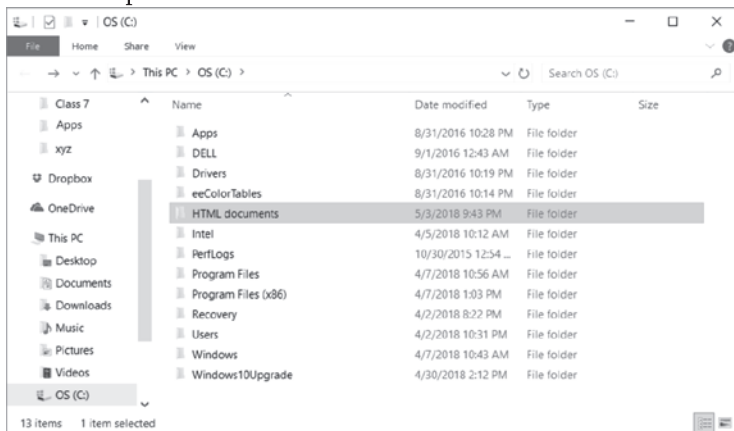 OS (C:)
File Home Share View
This PC > OS (C:) >
Search OS (C:)
Class 7
Apps
xyz
Dropbox
OneDrive
This PC
Desktop
Documents
Downloads
Music
Pictures
Videos
OS (C:)
Name Date modified Type Size
Apps 8/31/2016 10:28 PM File folder
DELL 9/1/2016 12:43 AM File folder
Drivers 8/31/2016 10:19 PM File folder
eeColorTables 8/31/2016 10:14 PM File folder
HTML documents 5/3/2018 9:43 PM File folder
Intel 4/5/2018 10:12 AM File folder
PerfLogs 10/30/2015 12:54 ... File folder
Program Files 4/7/2018 10:56 AM File folder
Program Files (x86) 4/7/2018 1:03 PM File folder
Recovery 4/2/2018 8:22 PM File folder
Users 4/2/2018 10:31 PM File folder
Windows 4/7/2018 10:43 AM File folder
Windows10Upgrade 4/30/2018 2:12 PM File folder
13 items 1 item selected